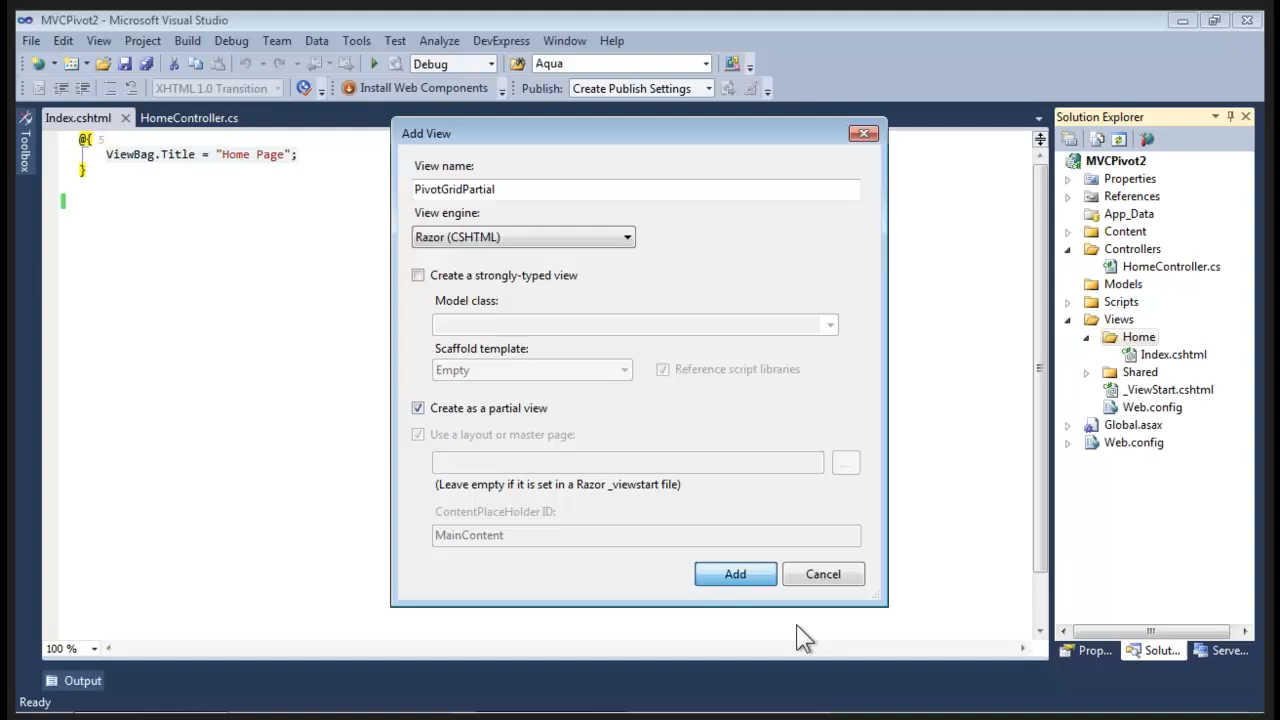 MVCPivot2 - Microsoft Visual Studio
File Edit View Project Build Debug Team Data Tools Test Analyze DevExpress Window Help
Debug Aqua
XHTML 1.0 Transition Install Web Components Publish: Create Publish Settings
Index.cshtml HomeController.cs
Toolbox
@{ 5
ViewBag.Title = "Home Page";
}
Add View
View name:
PivotGridPartial
View engine:
Razor (CSHTML)
Create a strongly-typed view
Model class:
Scaffold template:
Empty
Reference script libraries
Create as a partial view
Use a layout or master page:
...
(Leave empty if it is set in a Razor _viewstart file)
ContentPlaceHolder ID:
MainContent
Add Cancel
Solution Explorer
MVCPivot2
Properties
References
App_Data
Content
Controllers
HomeController.cs
Models
Scripts
Views
Home
Index.cshtml
Shared
_ViewStart.cshtml
Web.config
Global.asax
Web.config
100 %
Prop... Solut... Serve...
Output
Ready